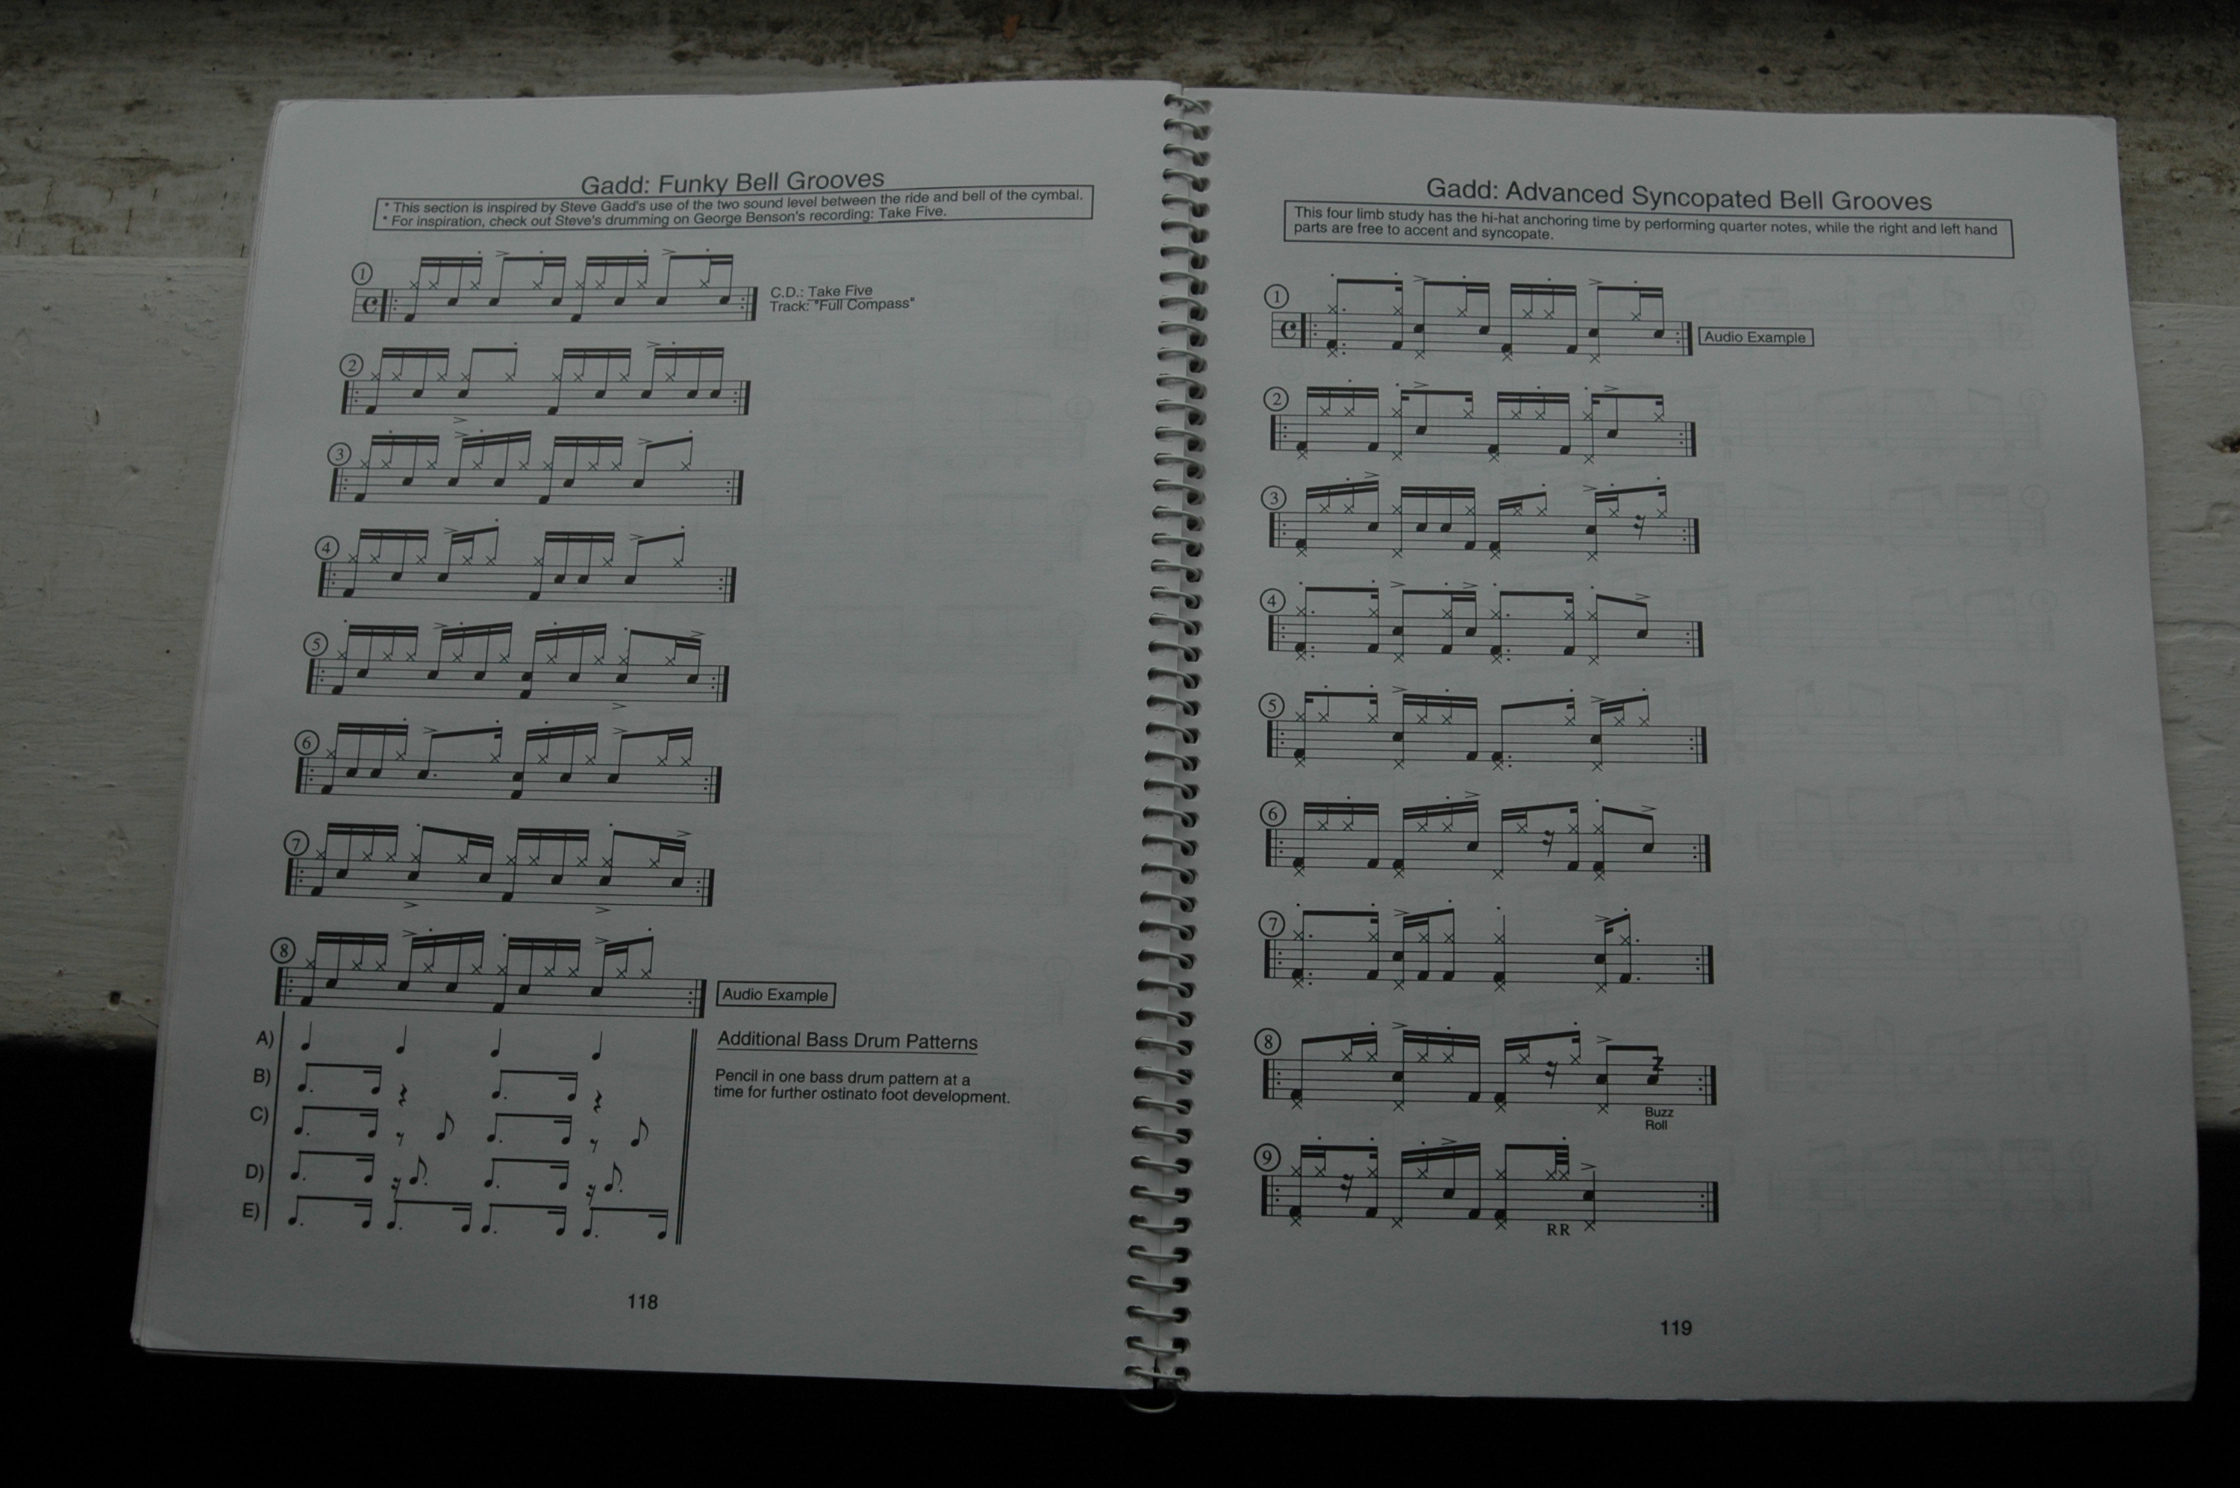 Gadd: Funky Bell Grooves
* This section is inspired by Steve Gadd's use of the two sound level between the ride and bell of the cymbal.
* For inspiration, check out Steve's drumming on George Benson's recording: Take Five.
1
C.D.: Take Five
Track: "Full Compass"
2
3
4
5
6
7
8
Audio Example
A)
B)
C)
D)
E)
Additional Bass Drum Patterns
Pencil in one bass drum pattern at a
time for further ostinato foot development.
118
Gadd: Advanced Syncopated Bell Grooves
This four limb study has the hi-hat anchoring time by performing quarter notes, while the right and left hand
parts are free to accent and syncopate.
1
Audio Example
2
3
4
5
6
7
8
Z
Buzz
Roll
9
RR
119